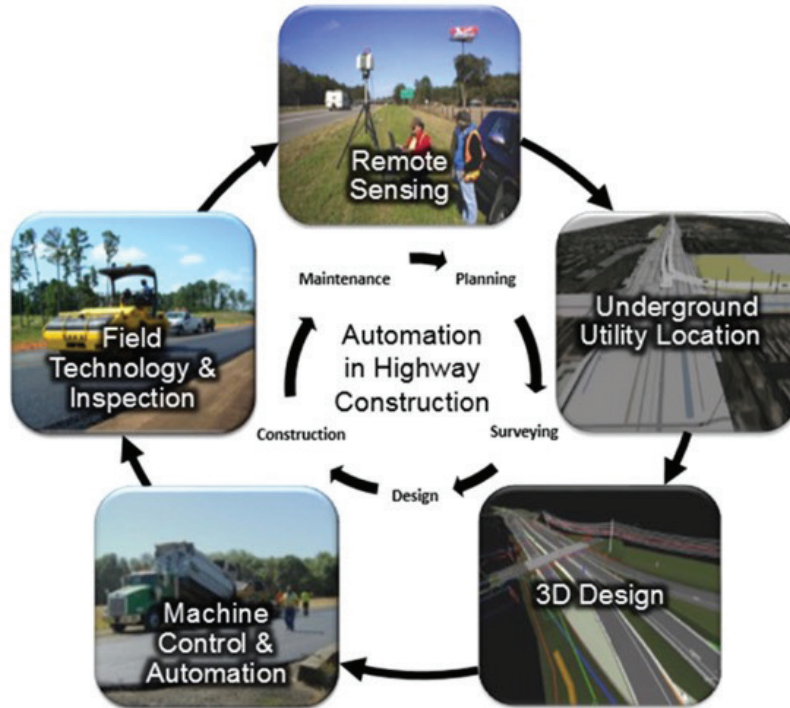 Remote
Sensing
Maintenance
Planning
Underground
Utility Location
Field
Technology &
Inspection
Automation
in Highway
Construction
Construction
Surveying
Design
Machine
Control &
Automation
3D Design